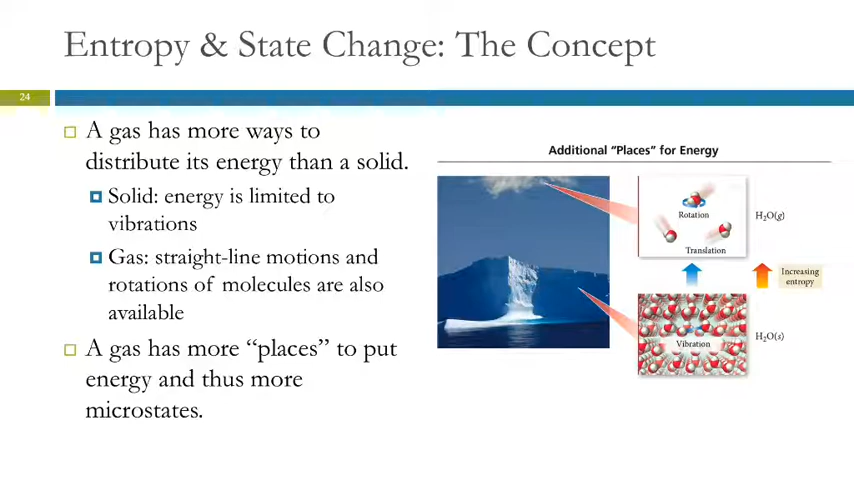 Entropy & State Change: The Concept
24
A gas has more ways to
distribute its energy than a solid.
Solid: energy is limited to
vibrations
Gas: straight-line motions and
rotations of molecules are also
available
A gas has more “places” to put
energy and thus more
microstates.
Additional “Places” for Energy
Rotation
Translation
H₂O(g)
Increasing
entropy
Vibration
H₂O(s)